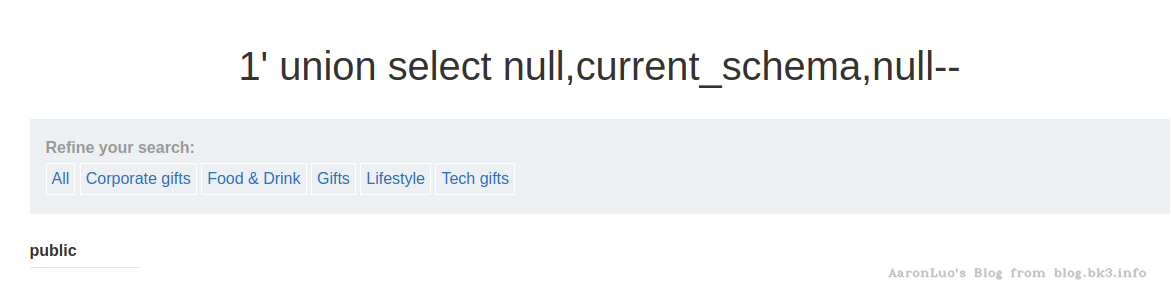 1' union select null,current_schema,null--
Refine your search:
All Corporate gifts Food & Drink Gifts Lifestyle Tech gifts
public
AaronLuo's Blog from blog.bk3.info